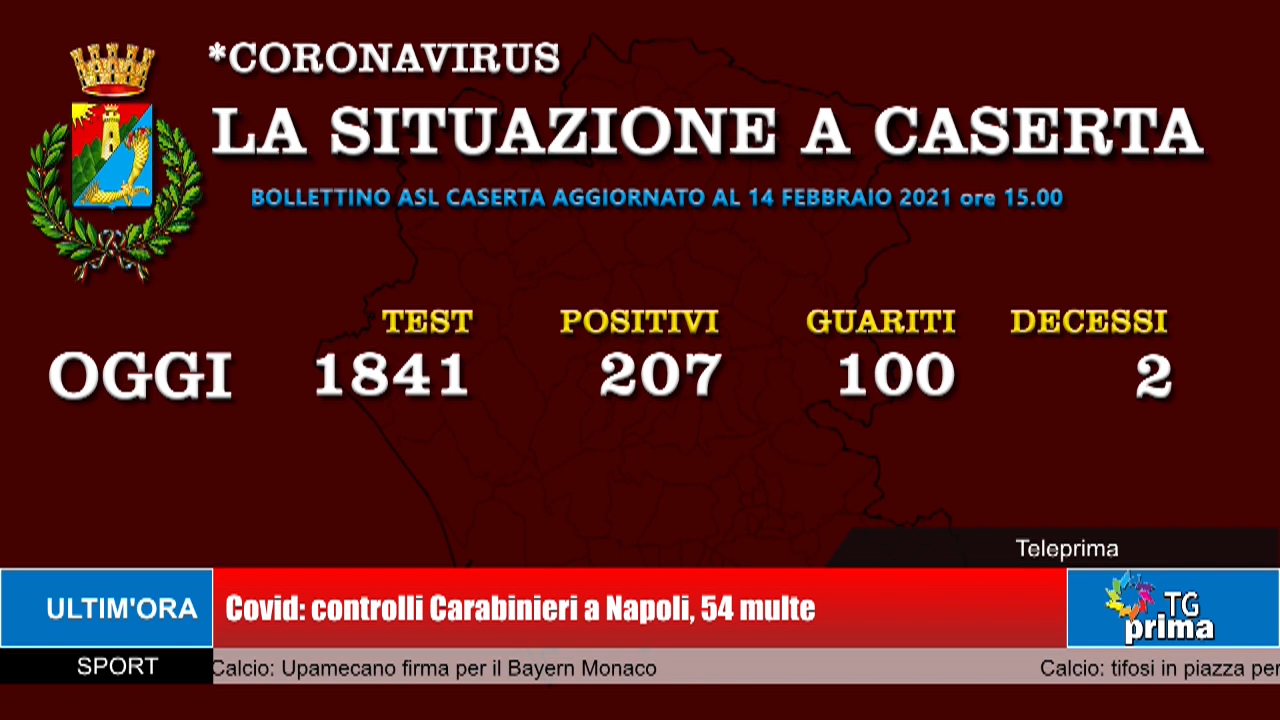 *CORONAVIRUS
LA SITUAZIONE A CASERTA
BOLLETTINO ASL CASERTA AGGIORNATO AL 14 FEBBRAIO 2021 ore 15.00
TEST POSITIVI GUARITI DECESSI
OGGI 1841 207 100 2
Teleprima
ULTIM'ORA Covid: controlli Carabinieri a Napoli, 54 multe TG prima
SPORT Calcio: Upamecano firma per il Bayern Monaco Calcio: tifosi in piazza per